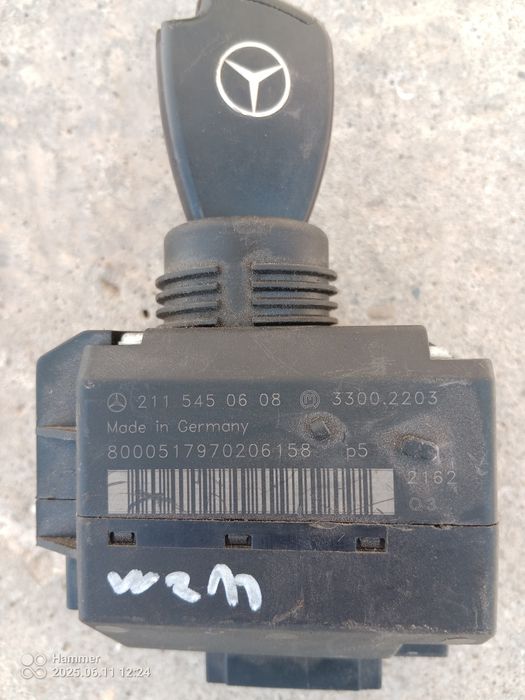 211 545 06 08 M 3300.2203
Made in Germany
8000517970206158 p5
2162
Q3
W211
Hammer
2025.06.11 12:24